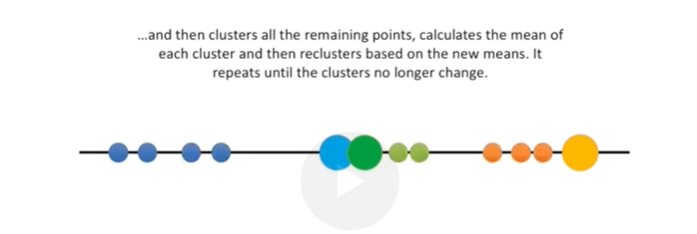 ...and then clusters all the remaining points, calculates the mean of
each cluster and then reclusters based on the new means. It
repeats until the clusters no longer change.